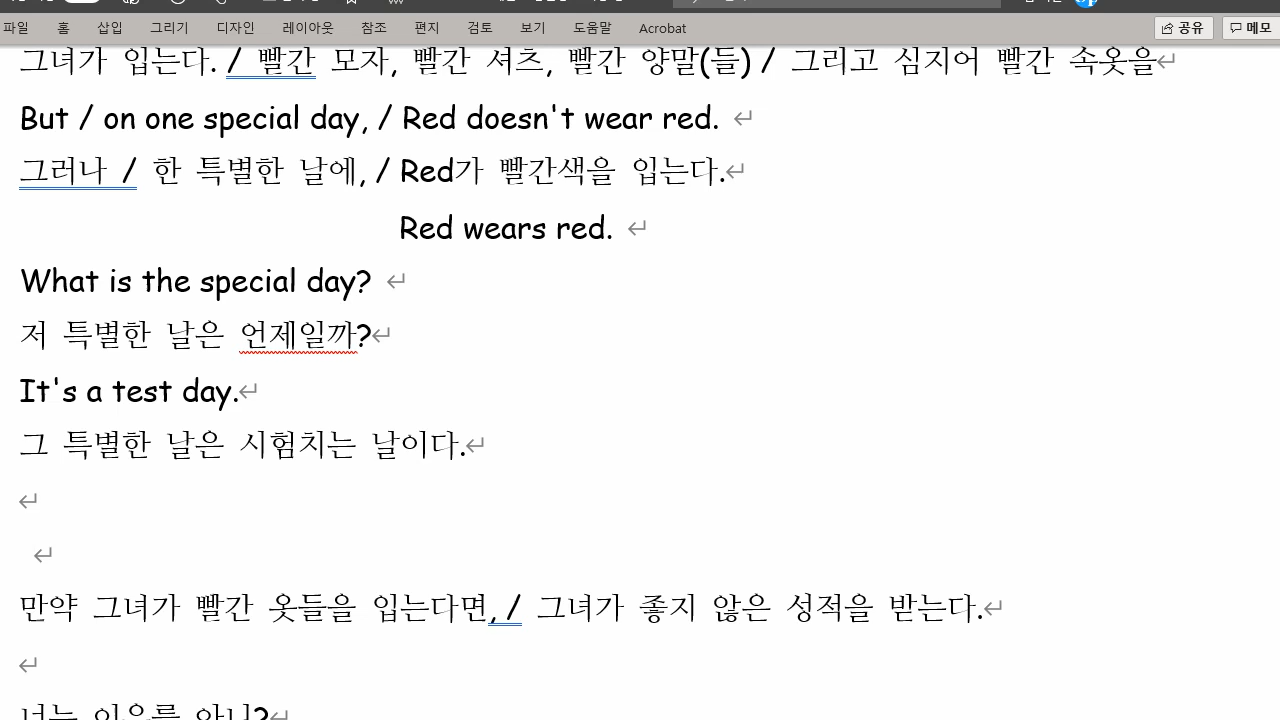 파일 홈 삽입 그리기 디자인 레이아웃 참조 편지 검토 보기 도움말 Acrobat 공유 메모
그녀가 입는다. / 빨간 모자, 빨간 셔츠, 빨간 양말(들) / 그리고 심지어 빨간 속옷을
But / on one special day, / Red doesn't wear red.
그러나 / 한 특별한 날에, / Red가 빨간색을 입는다.
Red wears red.
What is the special day?
저 특별한 날은 언제일까?
It's a test day.
그 특별한 날은 시험치는 날이다.
만약 그녀가 빨간 옷들을 입는다면, / 그녀가 좋지 않은 성적을 받는다.
너는 이유를 아니?